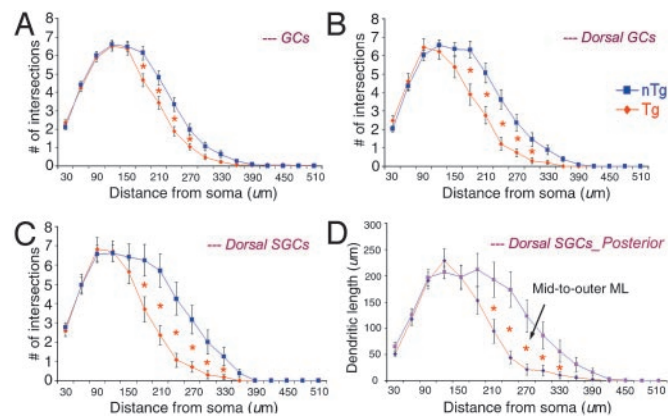 A
--- GCs
# of intersections
8
7
6
5
4
3
2
1
0
30 90 150 210 270 330 390 450 510
Distance from soma (um)
B
--- Dorsal GCs
# of intersections
8
7
6
5
4
3
2
1
0
30 90 150 210 270 330 390 450 510
Distance from soma (um)
nTg
Tg
C
--- Dorsal SGCs
# of intersections
8
7
6
5
4
3
2
1
0
30 90 150 210 270 330 390 450 510
Distance from soma (um)
D
--- Dorsal SGCs_Posterior
Dendritic length (um)
300
250
200
150
100
50
0
Mid-to-outer ML
30 90 150 210 270 330 390 450 510
Distance from soma (um)